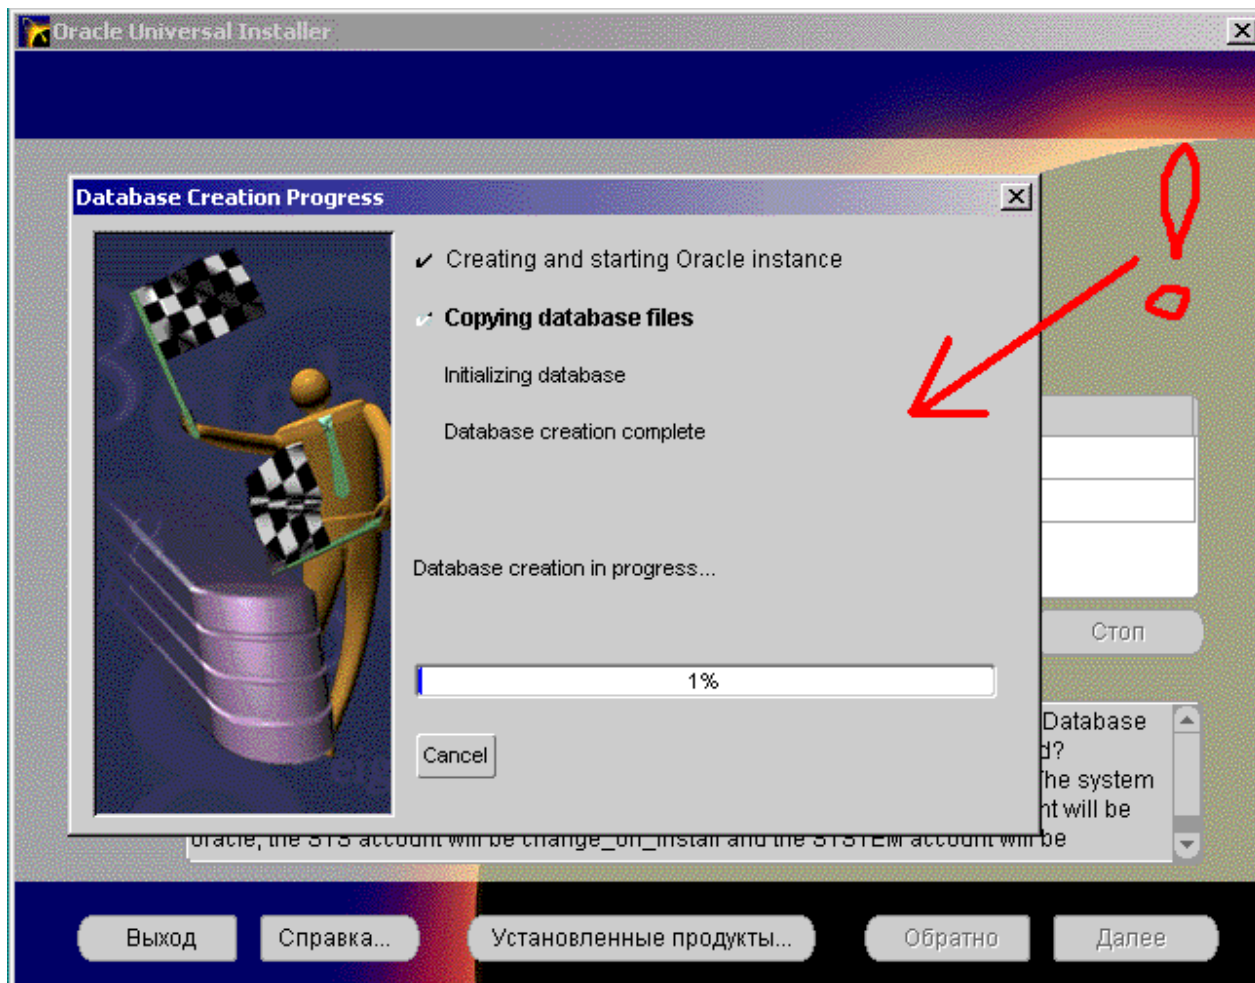 Oracle Universal Installer
Database Creation Progress
Creating and starting Oracle instance
Copying database files
Initializing database
Database creation complete
Database creation in progress...
1%
Cancel
Стоп
Database
d?
The system
nt will be
oracle, the SYS account will be change_on_install and the SYSTEM account will be
Выход
Справка...
Установленные продукты...
Обратно
Далее